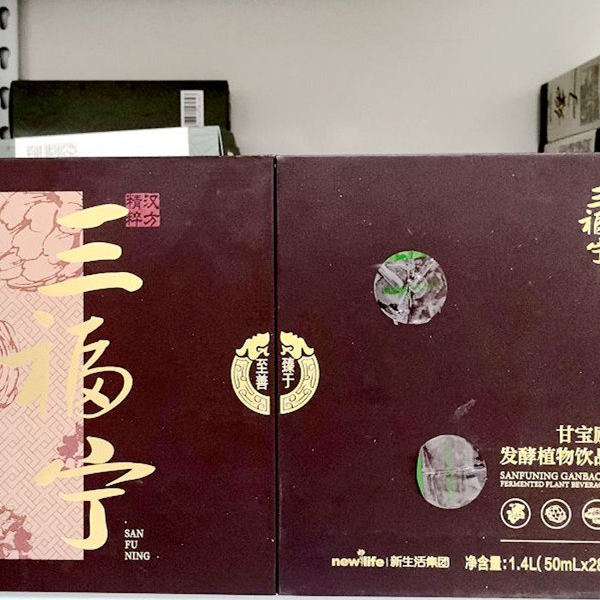 三福宁
汉方
精粹
SAN
FU
NING
至善
臻于
三福宁
甘宝
发酵植物饮品
SANFUNING GANBAO
FERMENTED PLANT BEVERA
newlife 新生活集团
净含量:1.4L(50mLx28